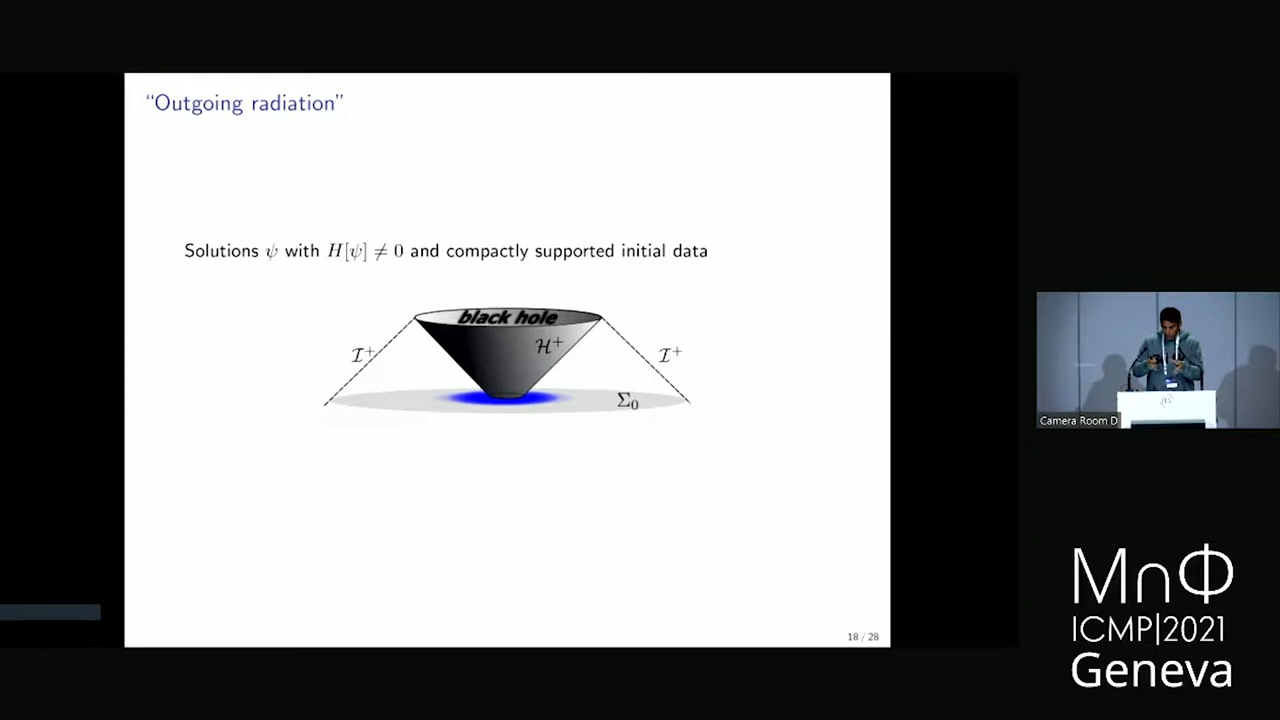 “Outgoing radiation”
Solutions ψ with H[ψ] ≠ 0 and compactly supported initial data
black hole
H⁺
I⁺
I⁺
Σ₀
18 / 28
Camera Room D
M∩Φ
ICMP|2021
Geneva